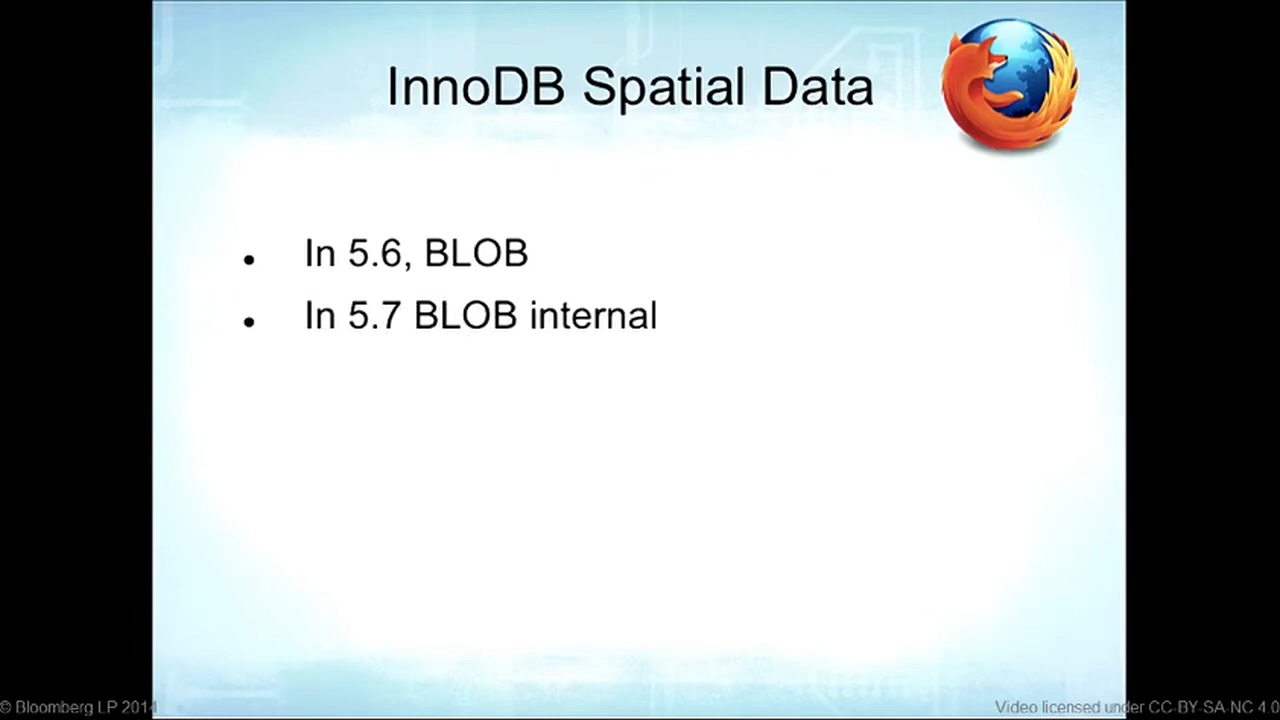 InnoDB Spatial Data
• In 5.6, BLOB
• In 5.7 BLOB internal
© Bloomberg LP 2014
Video licensed under CC-BY-SA-NC 4.0